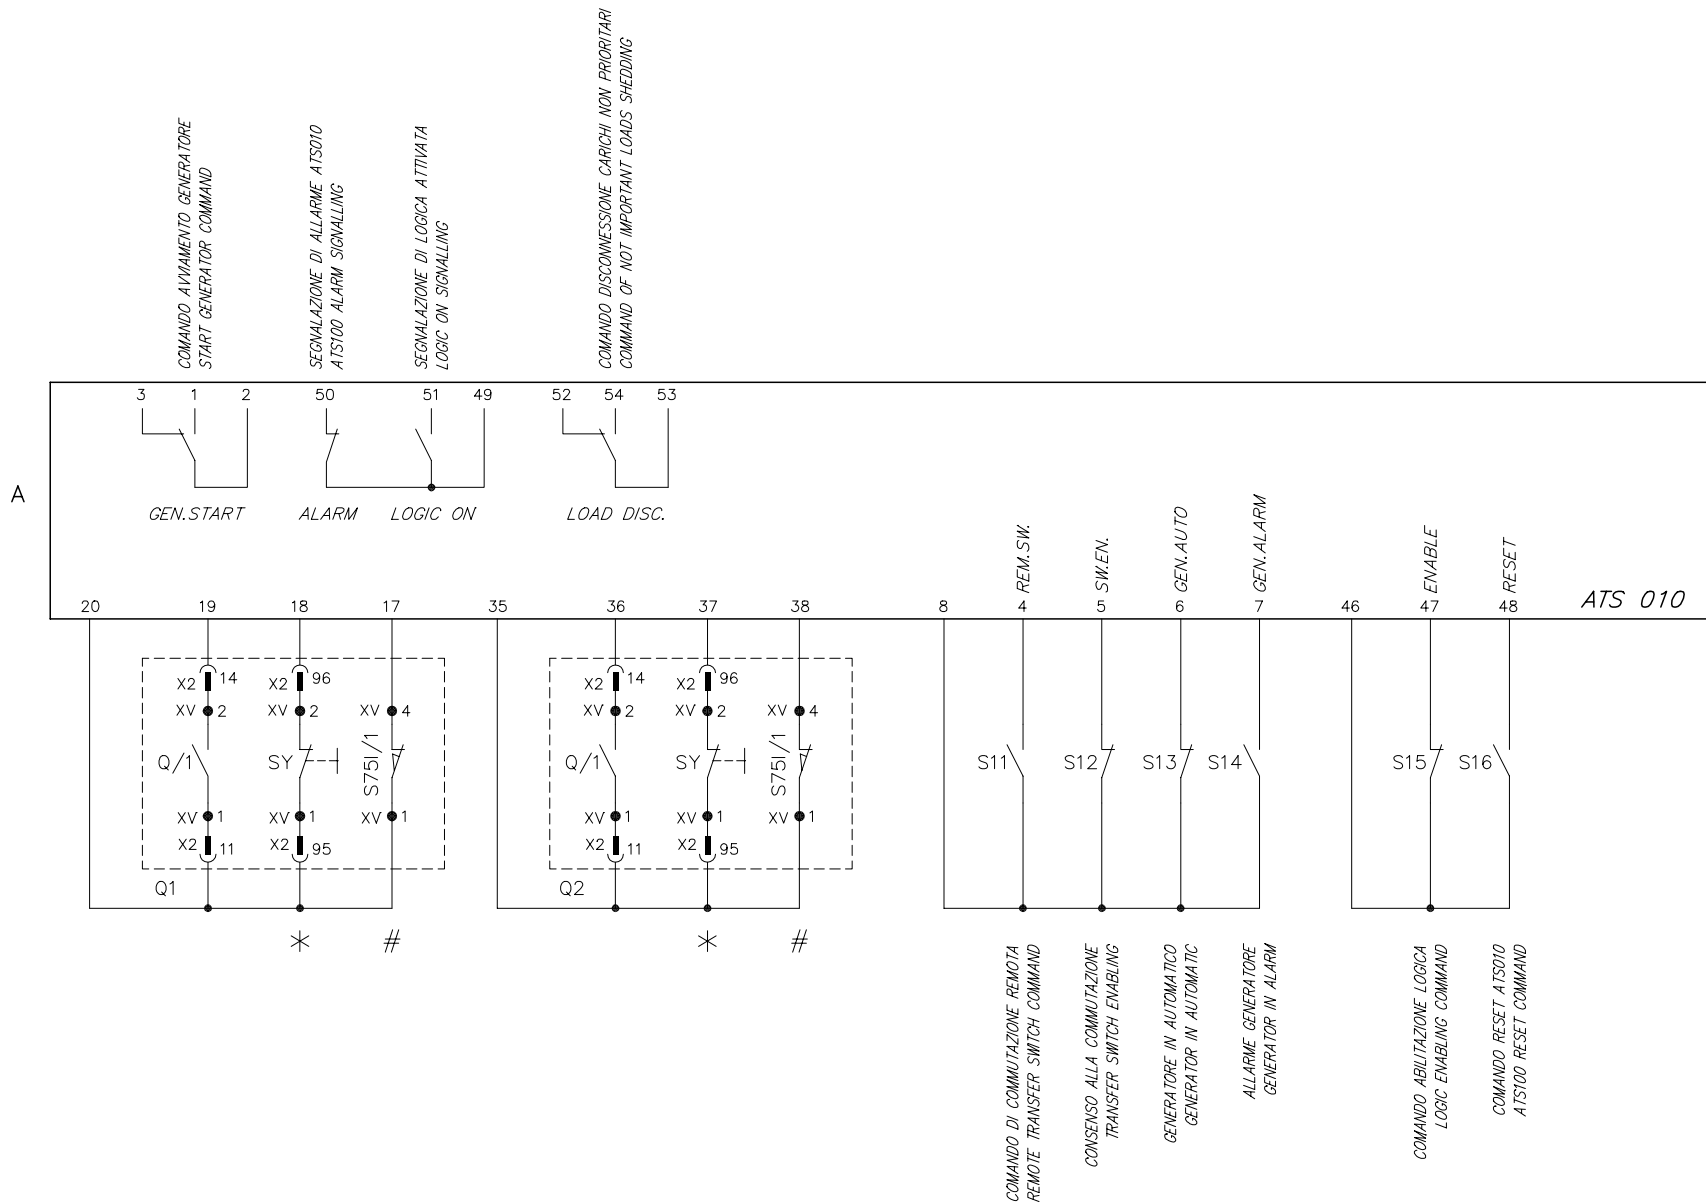 COMANDO AVVIAMENTO GENERATORE
START GENERATOR COMMAND
SEGNALAZIONE DI ALLARME ATS010
ATS100 ALARM SIGNALLING
SEGNALAZIONE DI LOGICA ATTIVATA
LOGIC ON SIGNALLING
COMANDO DISCONNESSIONE CARICHI NON PRIORITARI
COMMAND OF NOT IMPORTANT LOADS SHEDDING
3 1 2 50 51 49 52 54 53
A
GEN.START ALARM LOGIC ON LOAD DISC.
REM.SW.
SW.EN.
GEN.AUTO
GEN.ALARM
ENABLE
RESET
ATS 010
20 19 18 17 35 36 37 38 8 4 5 6 7 46 47 48
X2 14 X2 96 X2 14 X2 96
XV 2 XV 2 XV 4 XV 2 XV 2 XV 4
Q/1 SY S75I/1 Q/1 SY S75I/1 S11 S12 S13 S14 S15 S16
XV 1 XV 1 XV 1 XV 1 XV 1 XV 1
X2 11 X2 95 X2 11 X2 95
Q1 Q2
* # * #
COMANDO DI COMMUTAZIONE REMOTA
REMOTE TRANSFER SWITCH COMMAND
CONSENSO ALLA COMMUTAZIONE
TRANSFER SWITCH ENABLING
GENERATORE IN AUTOMATICO
GENERATOR IN AUTOMATIC
ALLARME GENERATORE
GENERATOR IN ALARM
COMANDO ABILITAZIONE LOGICA
LOGIC ENABLING COMMAND
COMANDO RESET ATS010
ATS100 RESET COMMAND